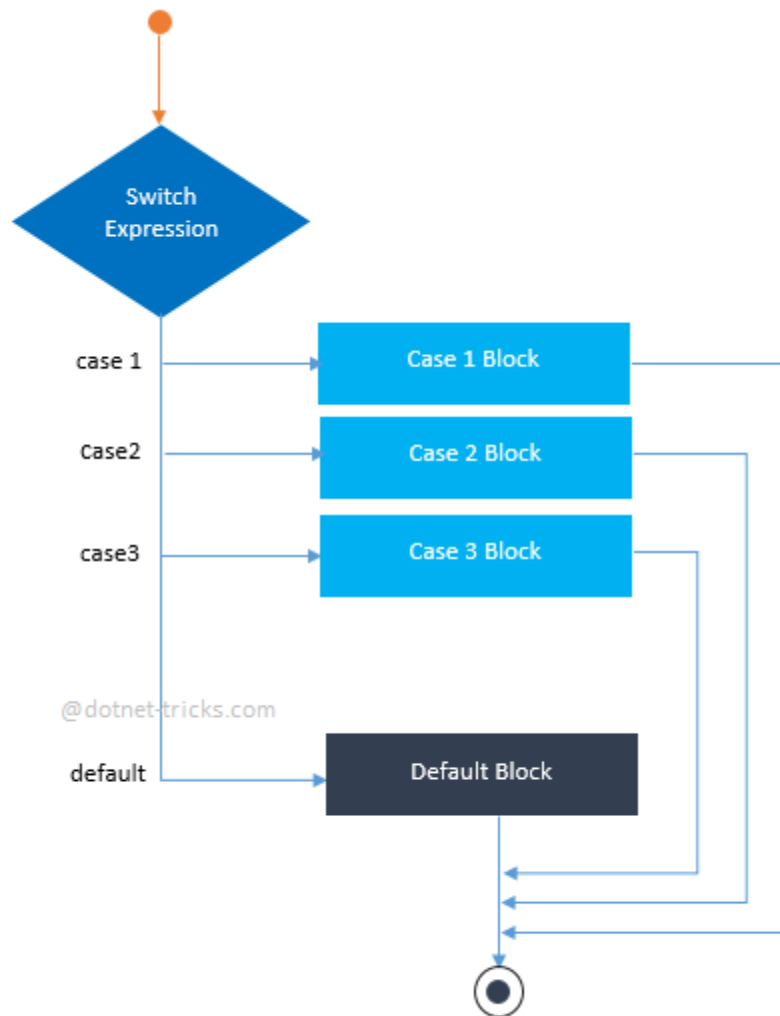 Switch
Expression
case 1
Case 1 Block
Case2
Case 2 Block
case3
Case 3 Block
@dotnet-tricks.com
default
Default Block